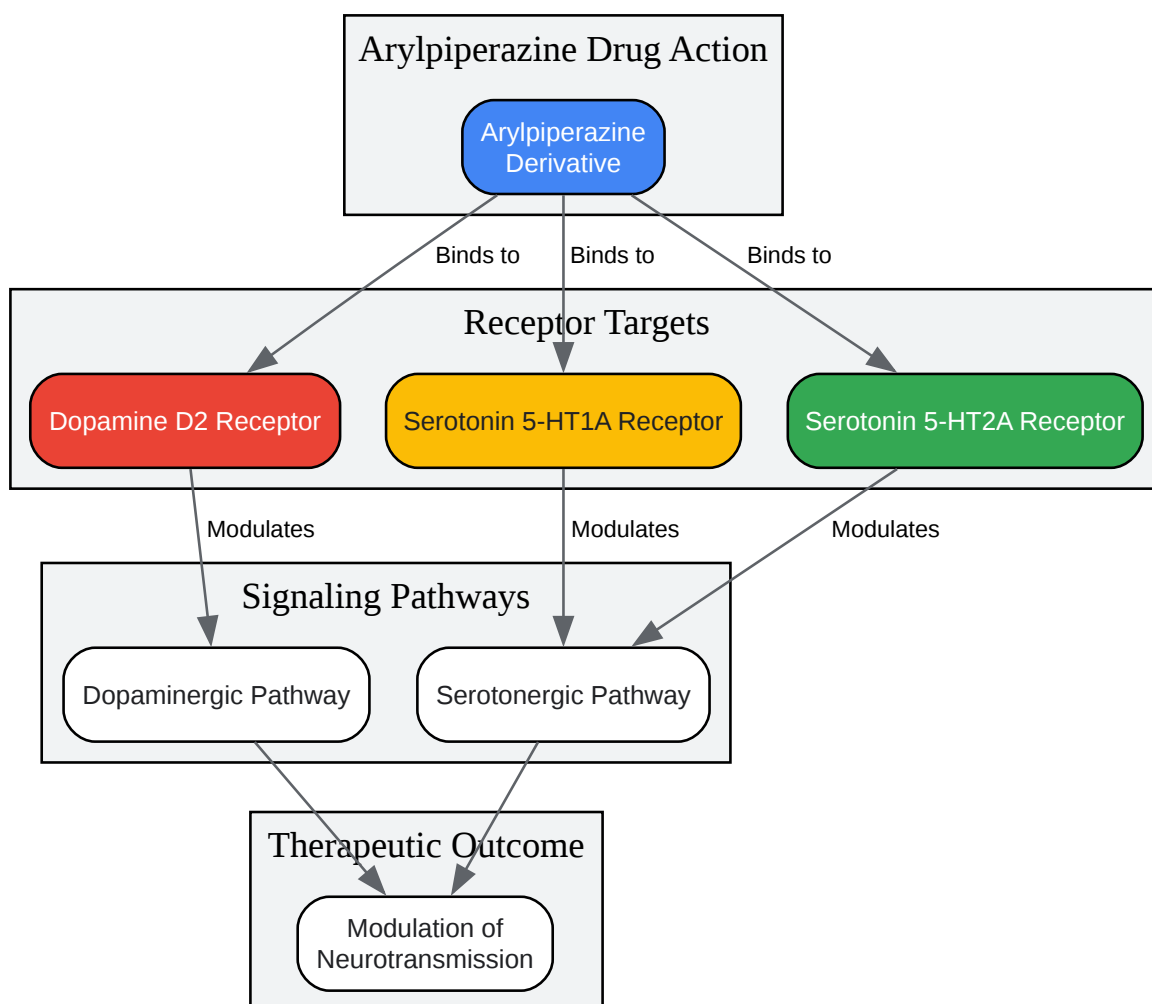 Arylpiperazine Drug Action
Arylpiperazine
Derivative
Binds to
Binds to
Binds to
Receptor Targets
Dopamine D2 Receptor
Serotonin 5-HT1A Receptor
Serotonin 5-HT2A Receptor
Modulates
Modulates
Modulates
Signaling Pathways
Dopaminergic Pathway
Serotonergic Pathway
Therapeutic Outcome
Modulation of
Neurotransmission